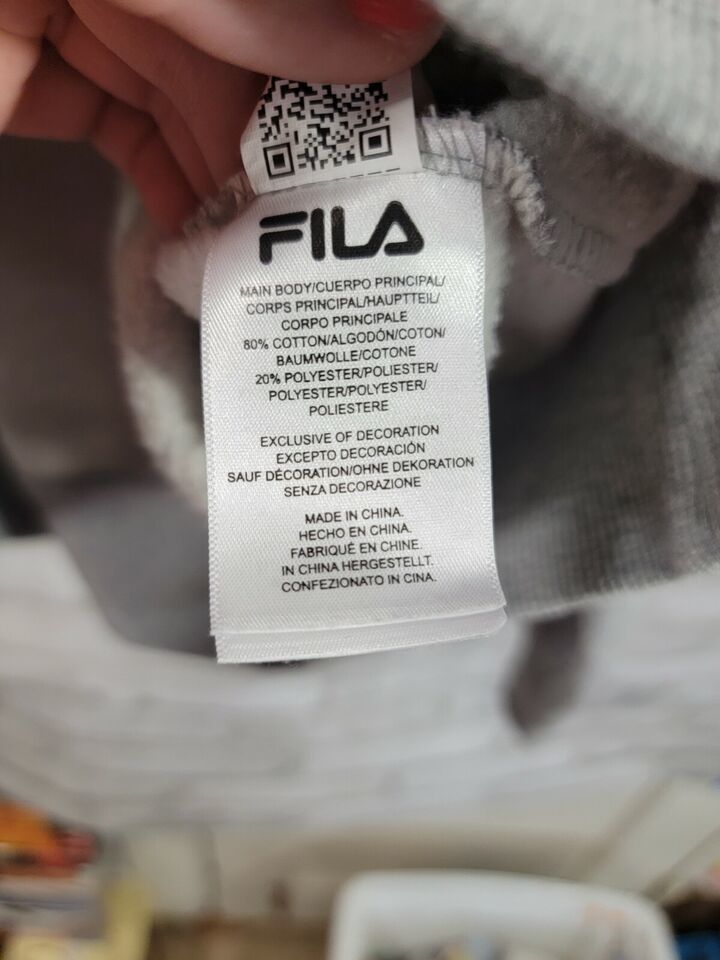 FILA
MAIN BODY/CUERPO PRINCIPAL/
CORPS PRINCIPAL/HAUPTTEIL/
CORPO PRINCIPALE
80% COTTON/ALGODÓN/COTON/
BAUMWOLLE/COTONE
20% POLYESTER/POLIESTER/
POLYESTER/POLYESTER/
POLIESTERE
EXCLUSIVE OF DECORATION
EXCEPTO DECORACIÓN
SAUF DÉCORATION/OHNE DEKORATION
SENZA DECORAZIONE
MADE IN CHINA.
HECHO EN CHINA.
FABRIQUÉ EN CHINE.
IN CHINA HERGESTELLT.
CONFEZIONATO IN CINA.